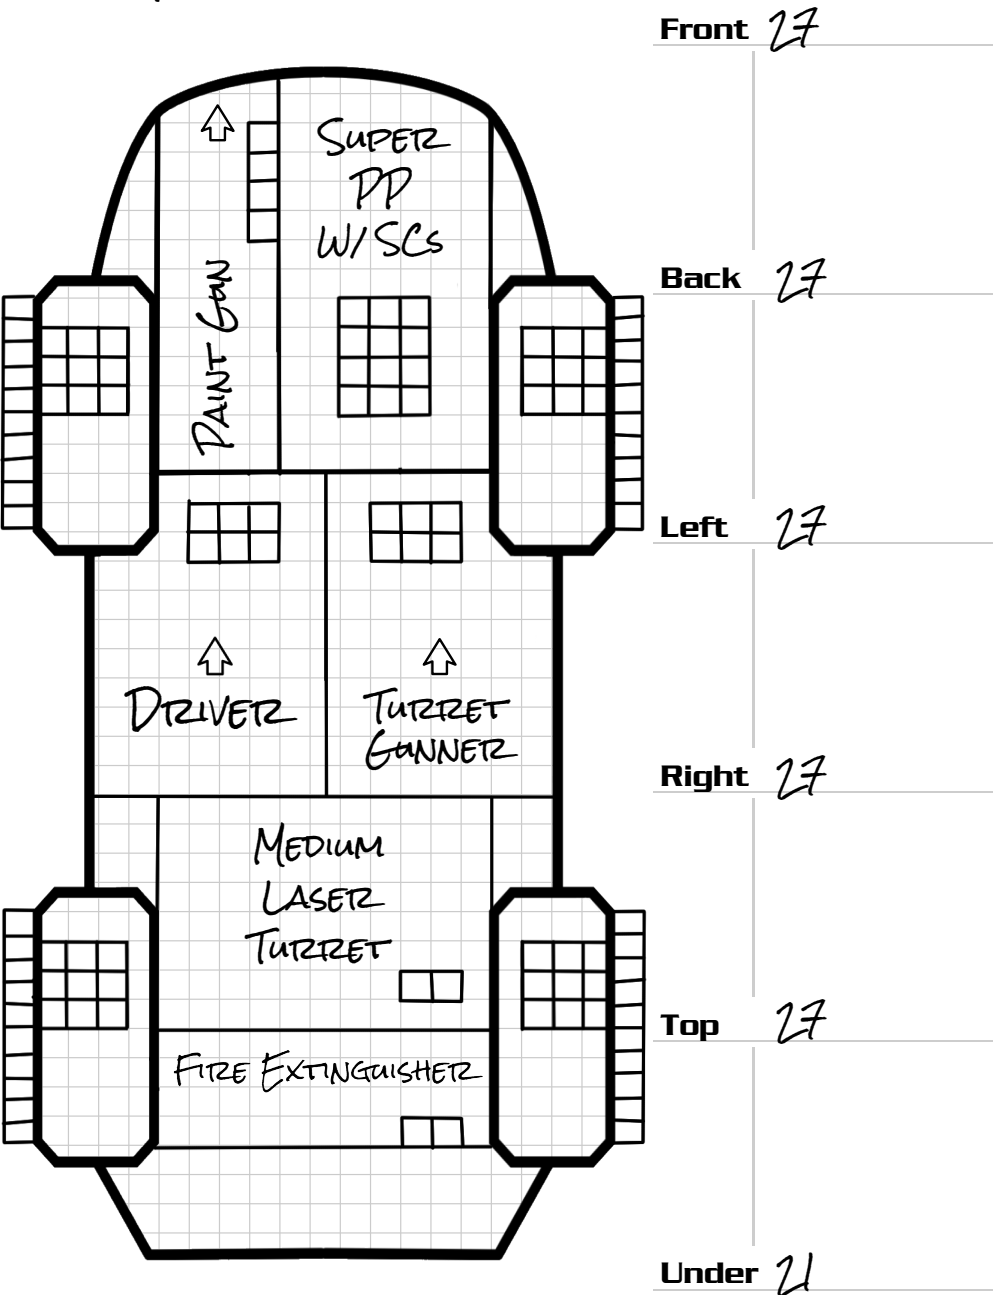 Front 27
SUPER
PP
W/SCs
PAINT GUN
Back 27
Left 27
DRIVER
TURRET
GUNNER
Right 27
MEDIUM
LASER
TURRET
Top 27
FIRE EXTINGUISHER
Under 21